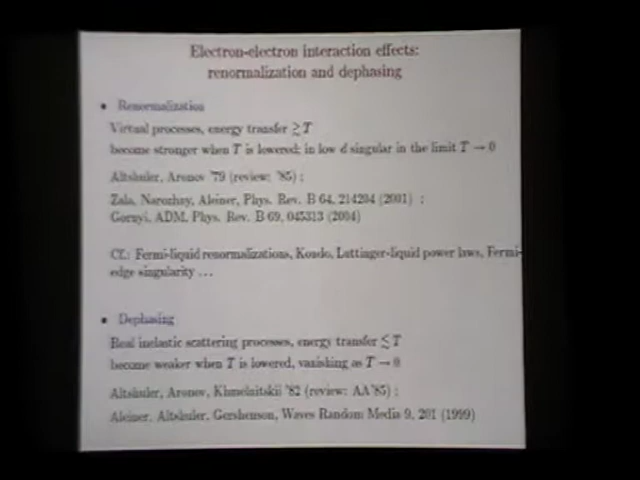 Electron-electron interaction effects:
renormalization and dephasing
• Renormalization
Virtual processes, energy transfer ≳ T
become stronger when T is lowered; in low d singular in the limit T → 0
Altshuler, Aronov '79 (review: '85) ;
Zala, Narozhny, Aleiner, Phys. Rev. B 64, 214204 (2001) ;
Gornyi, ADM, Phys. Rev. B 69, 045313 (2004)
Cf.: Fermi-liquid renormalizations, Kondo, Luttinger-liquid power laws, Fermi-
edge singularity ...
• Dephasing
Real inelastic scattering processes, energy transfer ≲ T
become weaker when T is lowered, vanishing as T → 0
Altshuler, Aronov, Khmelnitskii '82 (review: AA'85) ;
Aleiner, Altshuler, Gershenson, Waves Random Media 9, 201 (1999)